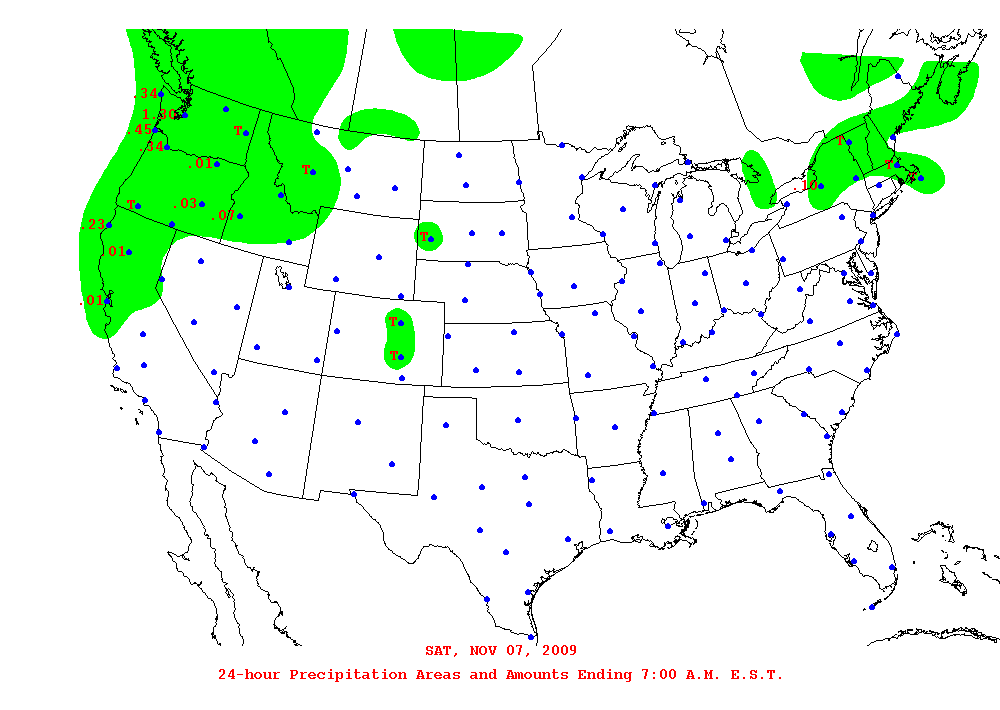 .34
1.30
.45
T
.34
T
.10
.01
T
T
T
.03
T
.07
.23
T
.01
.01
T
T
SAT, NOV 07, 2009
24-hour Precipitation Areas and Amounts Ending 7:00 A.M. E.S.T.